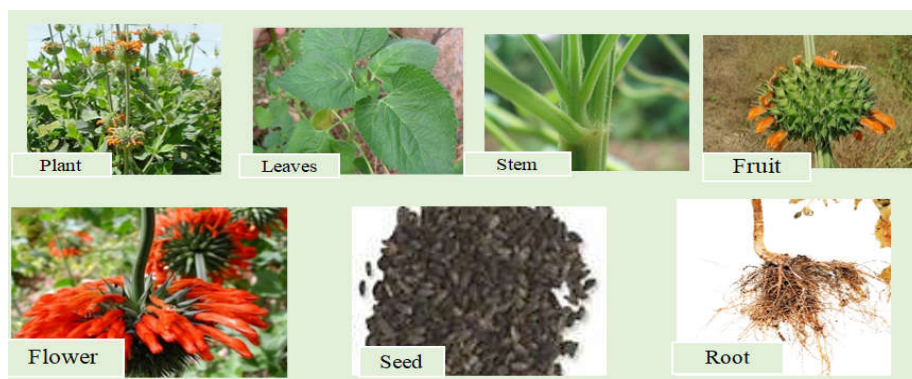 Plant
Leaves
Stem
Fruit
Flower
Seed
Root